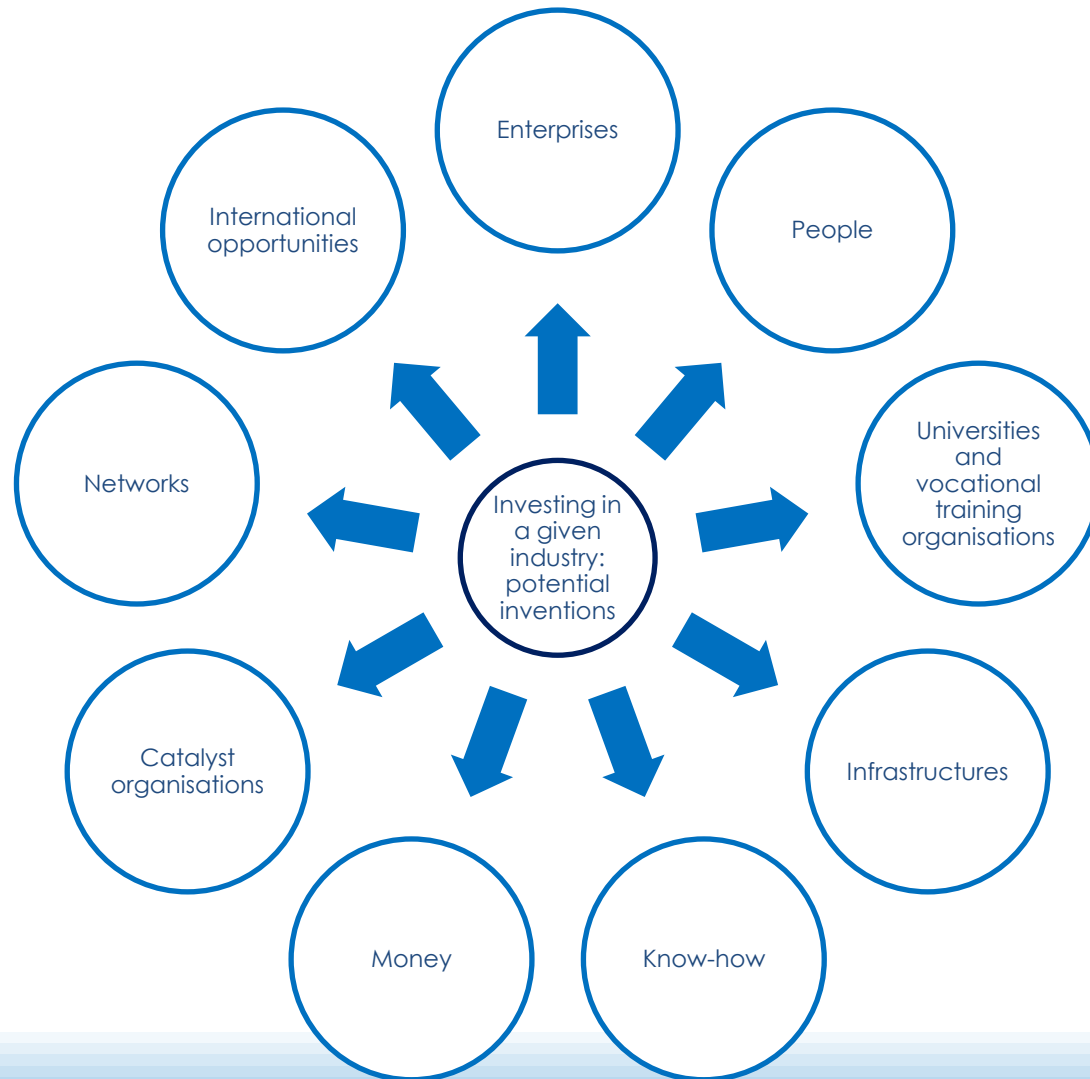 Enterprises
People
Universities
and
vocational
training
organisations
Infrastructures
Know-how
Money
Catalyst
organisations
Networks
International
opportunities
Investing in
a given
industry:
potential
inventions